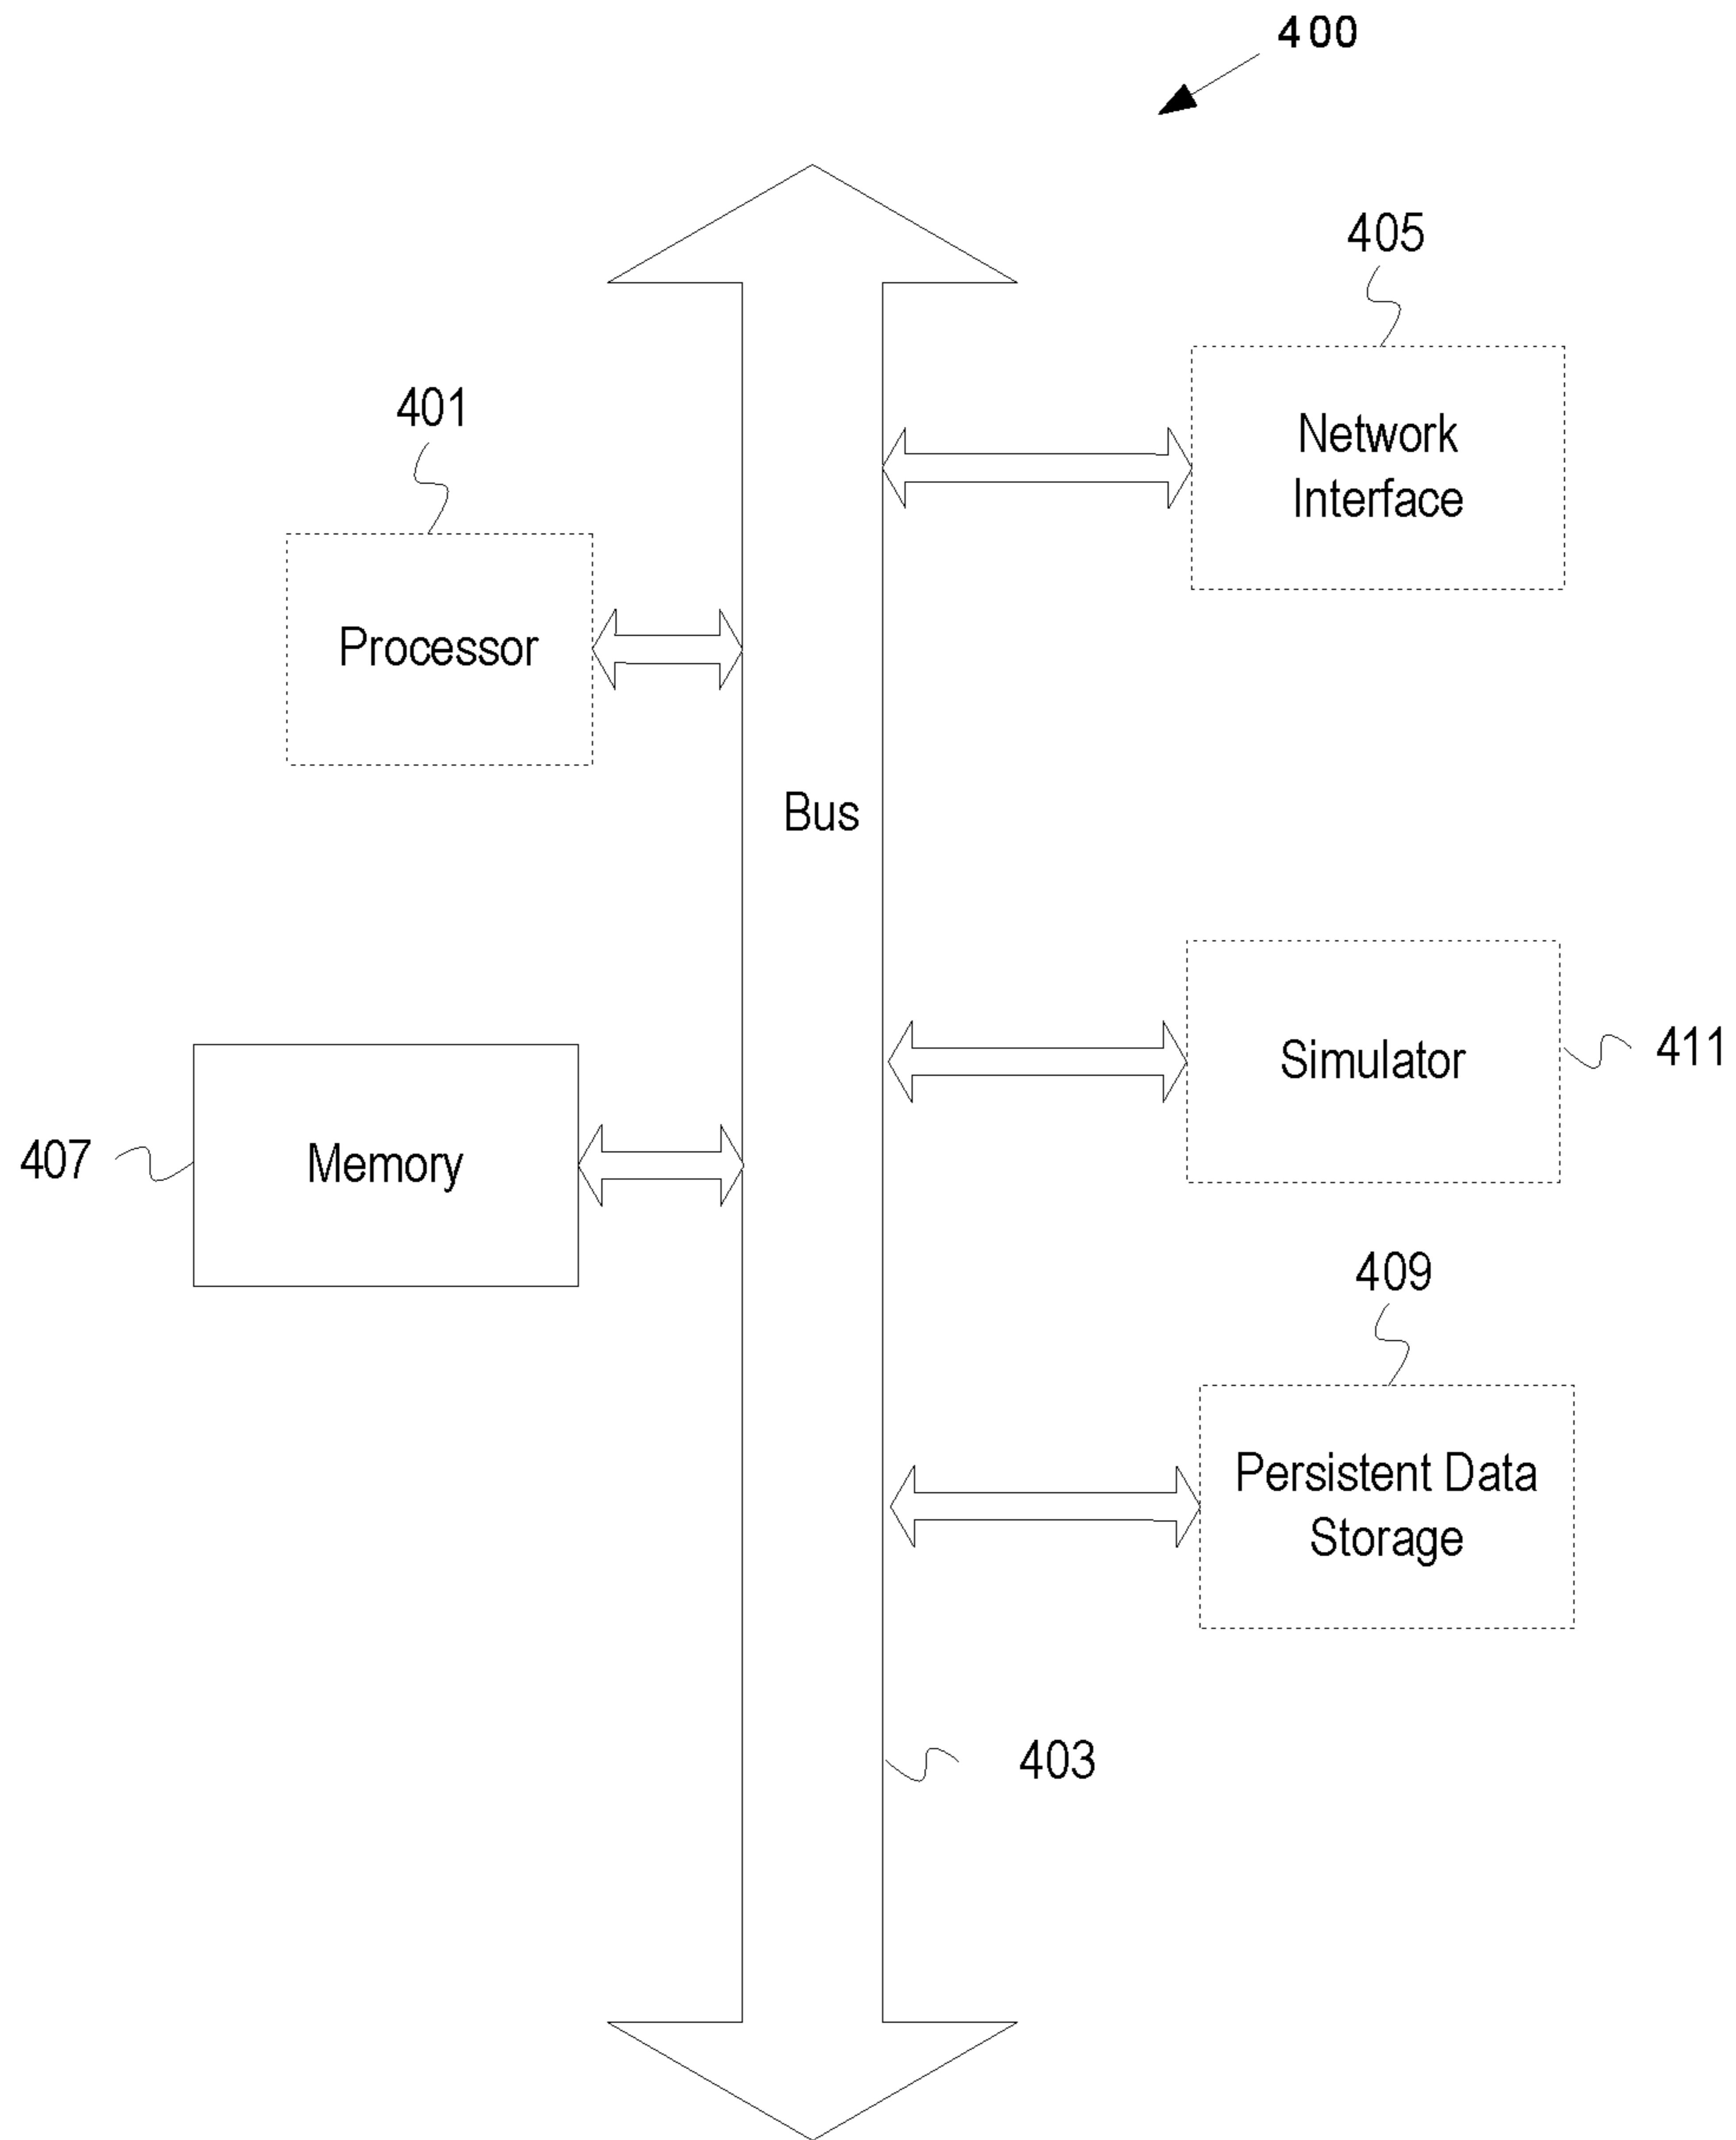 400
405
Network
Interface
401
Processor
Bus
Simulator
411
407
Memory
409
Persistent Data
Storage
403